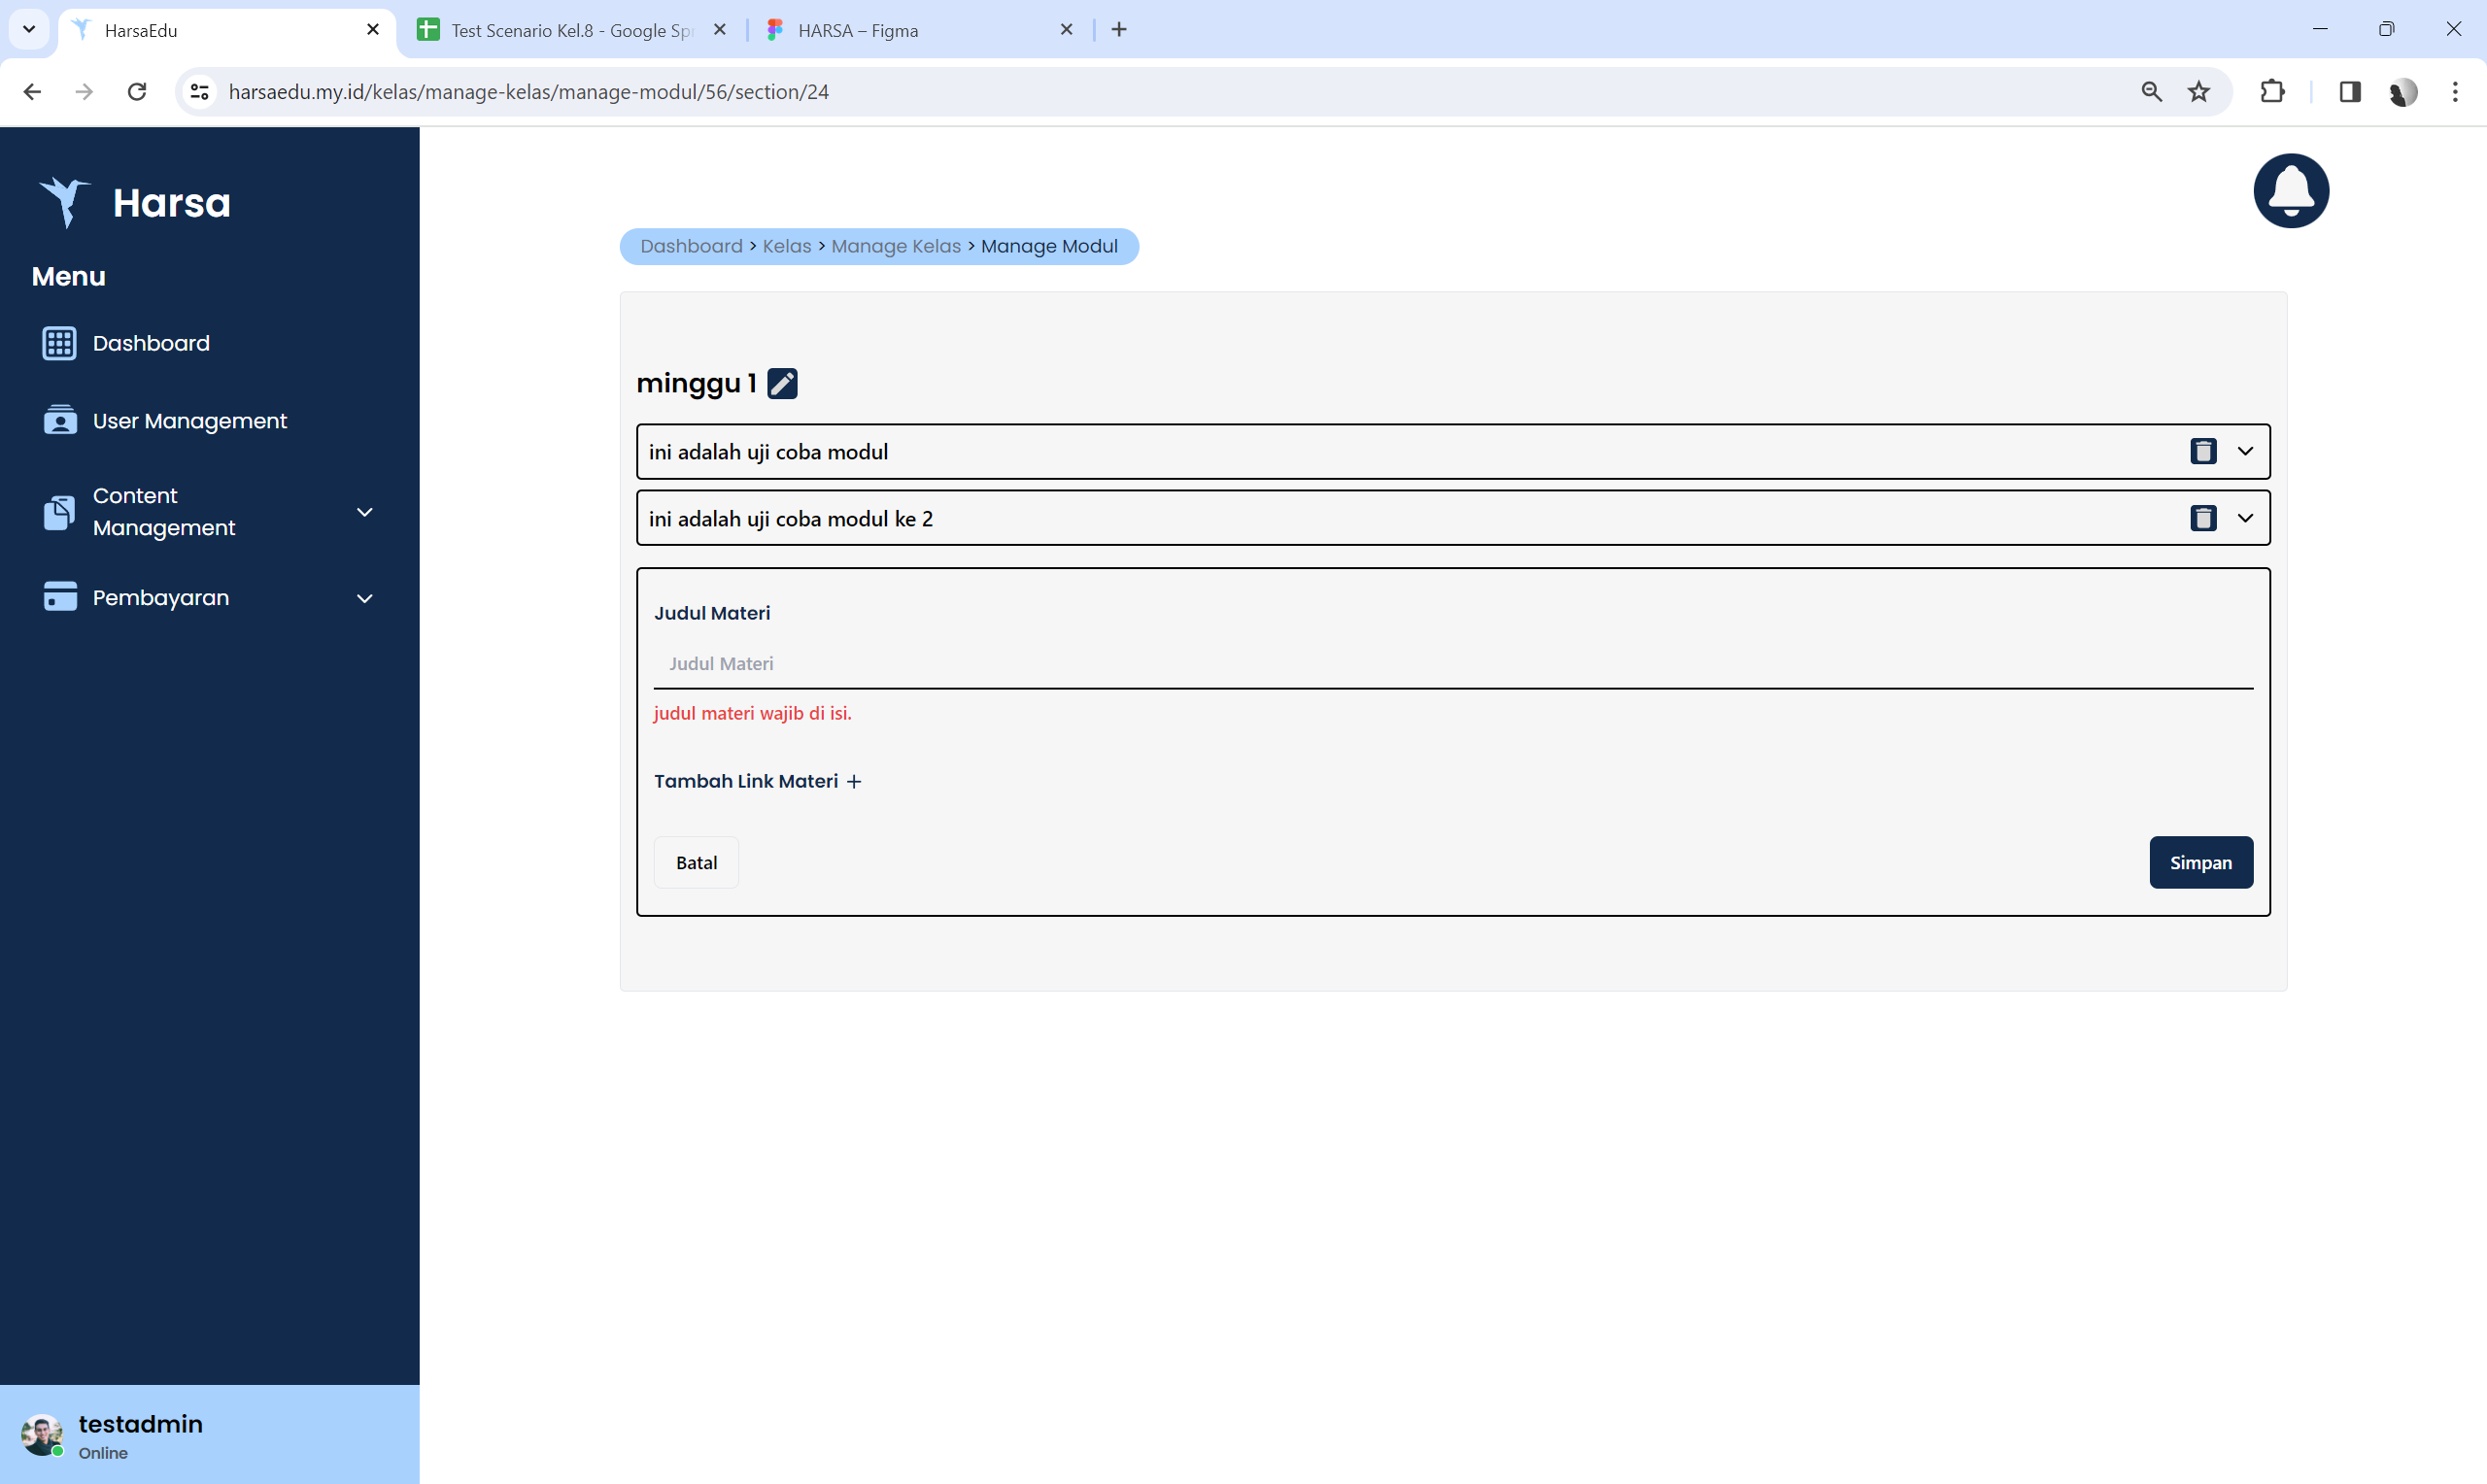 HarsaEdu
Test Scenario Kel.8 - Google Spr
HARSA – Figma
harsaedu.my.id/kelas/manage-kelas/manage-modul/56/section/24
Harsa
Menu
Dashboard
User Management
Content
Management
Pembayaran
testadmin
Online
Dashboard > Kelas > Manage Kelas > Manage Modul
minggu 1
ini adalah uji coba modul
ini adalah uji coba modul ke 2
Judul Materi
Judul Materi
judul materi wajib di isi.
Tambah Link Materi +
Batal
Simpan